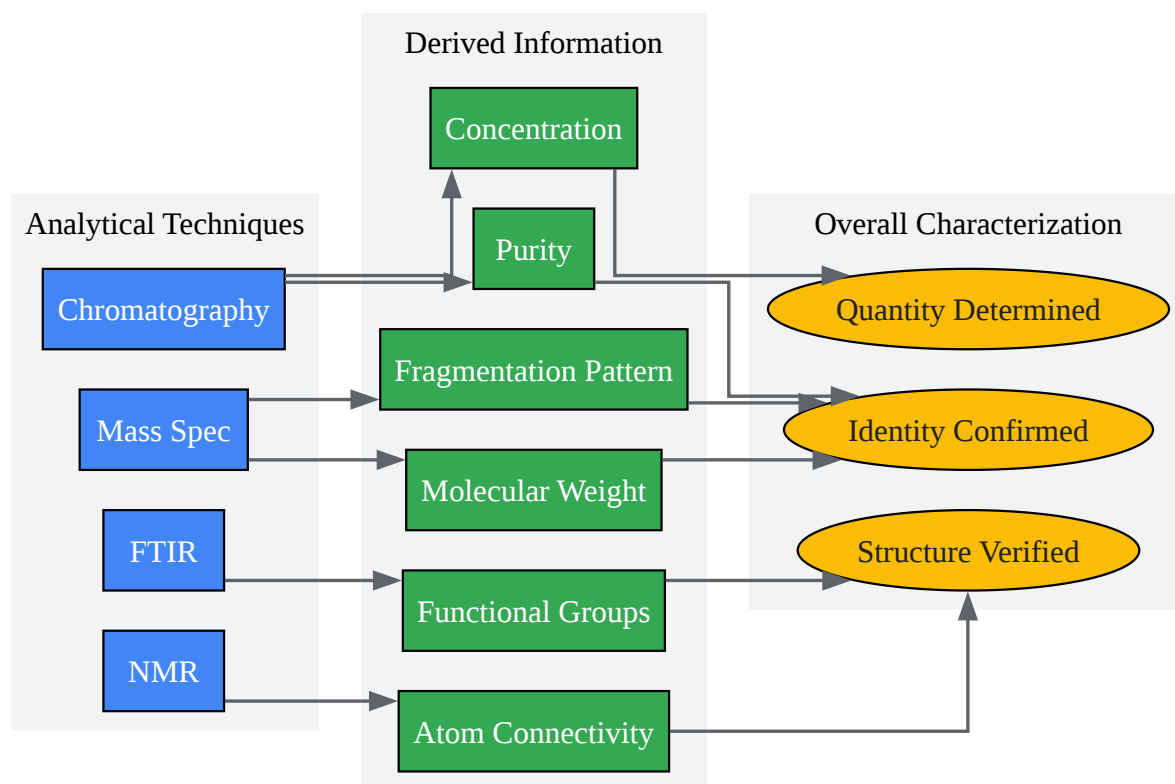 Analytical Techniques
Chromatography
Mass Spec
FTIR
NMR
Derived Information
Concentration
Purity
Fragmentation Pattern
Molecular Weight
Functional Groups
Atom Connectivity
Overall Characterization
Quantity Determined
Identity Confirmed
Structure Verified